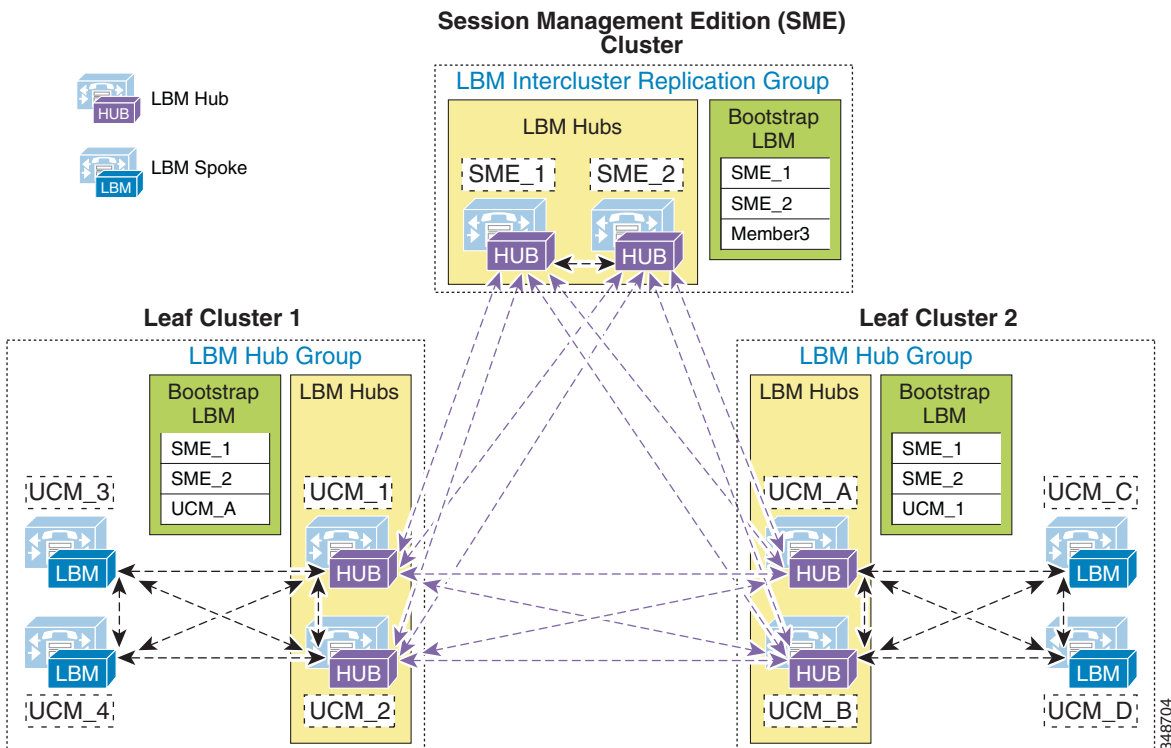 Session Management Edition (SME)
Cluster
LBM Intercluster Replication Group
HUB
LBM Hub
LBM
LBM Spoke
LBM Hubs
Bootstrap
LBM
SME_1
SME_2
SME_1
SME_2
Member3
HUB
HUB
Leaf Cluster 1
LBM Hub Group
Bootstrap
LBM
SME_1
SME_2
UCM_A
LBM Hubs
UCM_3
UCM_1
LBM
HUB
LBM
HUB
UCM_4
UCM_2
Leaf Cluster 2
LBM Hub Group
LBM Hubs
Bootstrap
LBM
SME_1
SME_2
UCM_1
UCM_A
UCM_C
HUB
LBM
HUB
LBM
UCM_B
UCM_D
348704